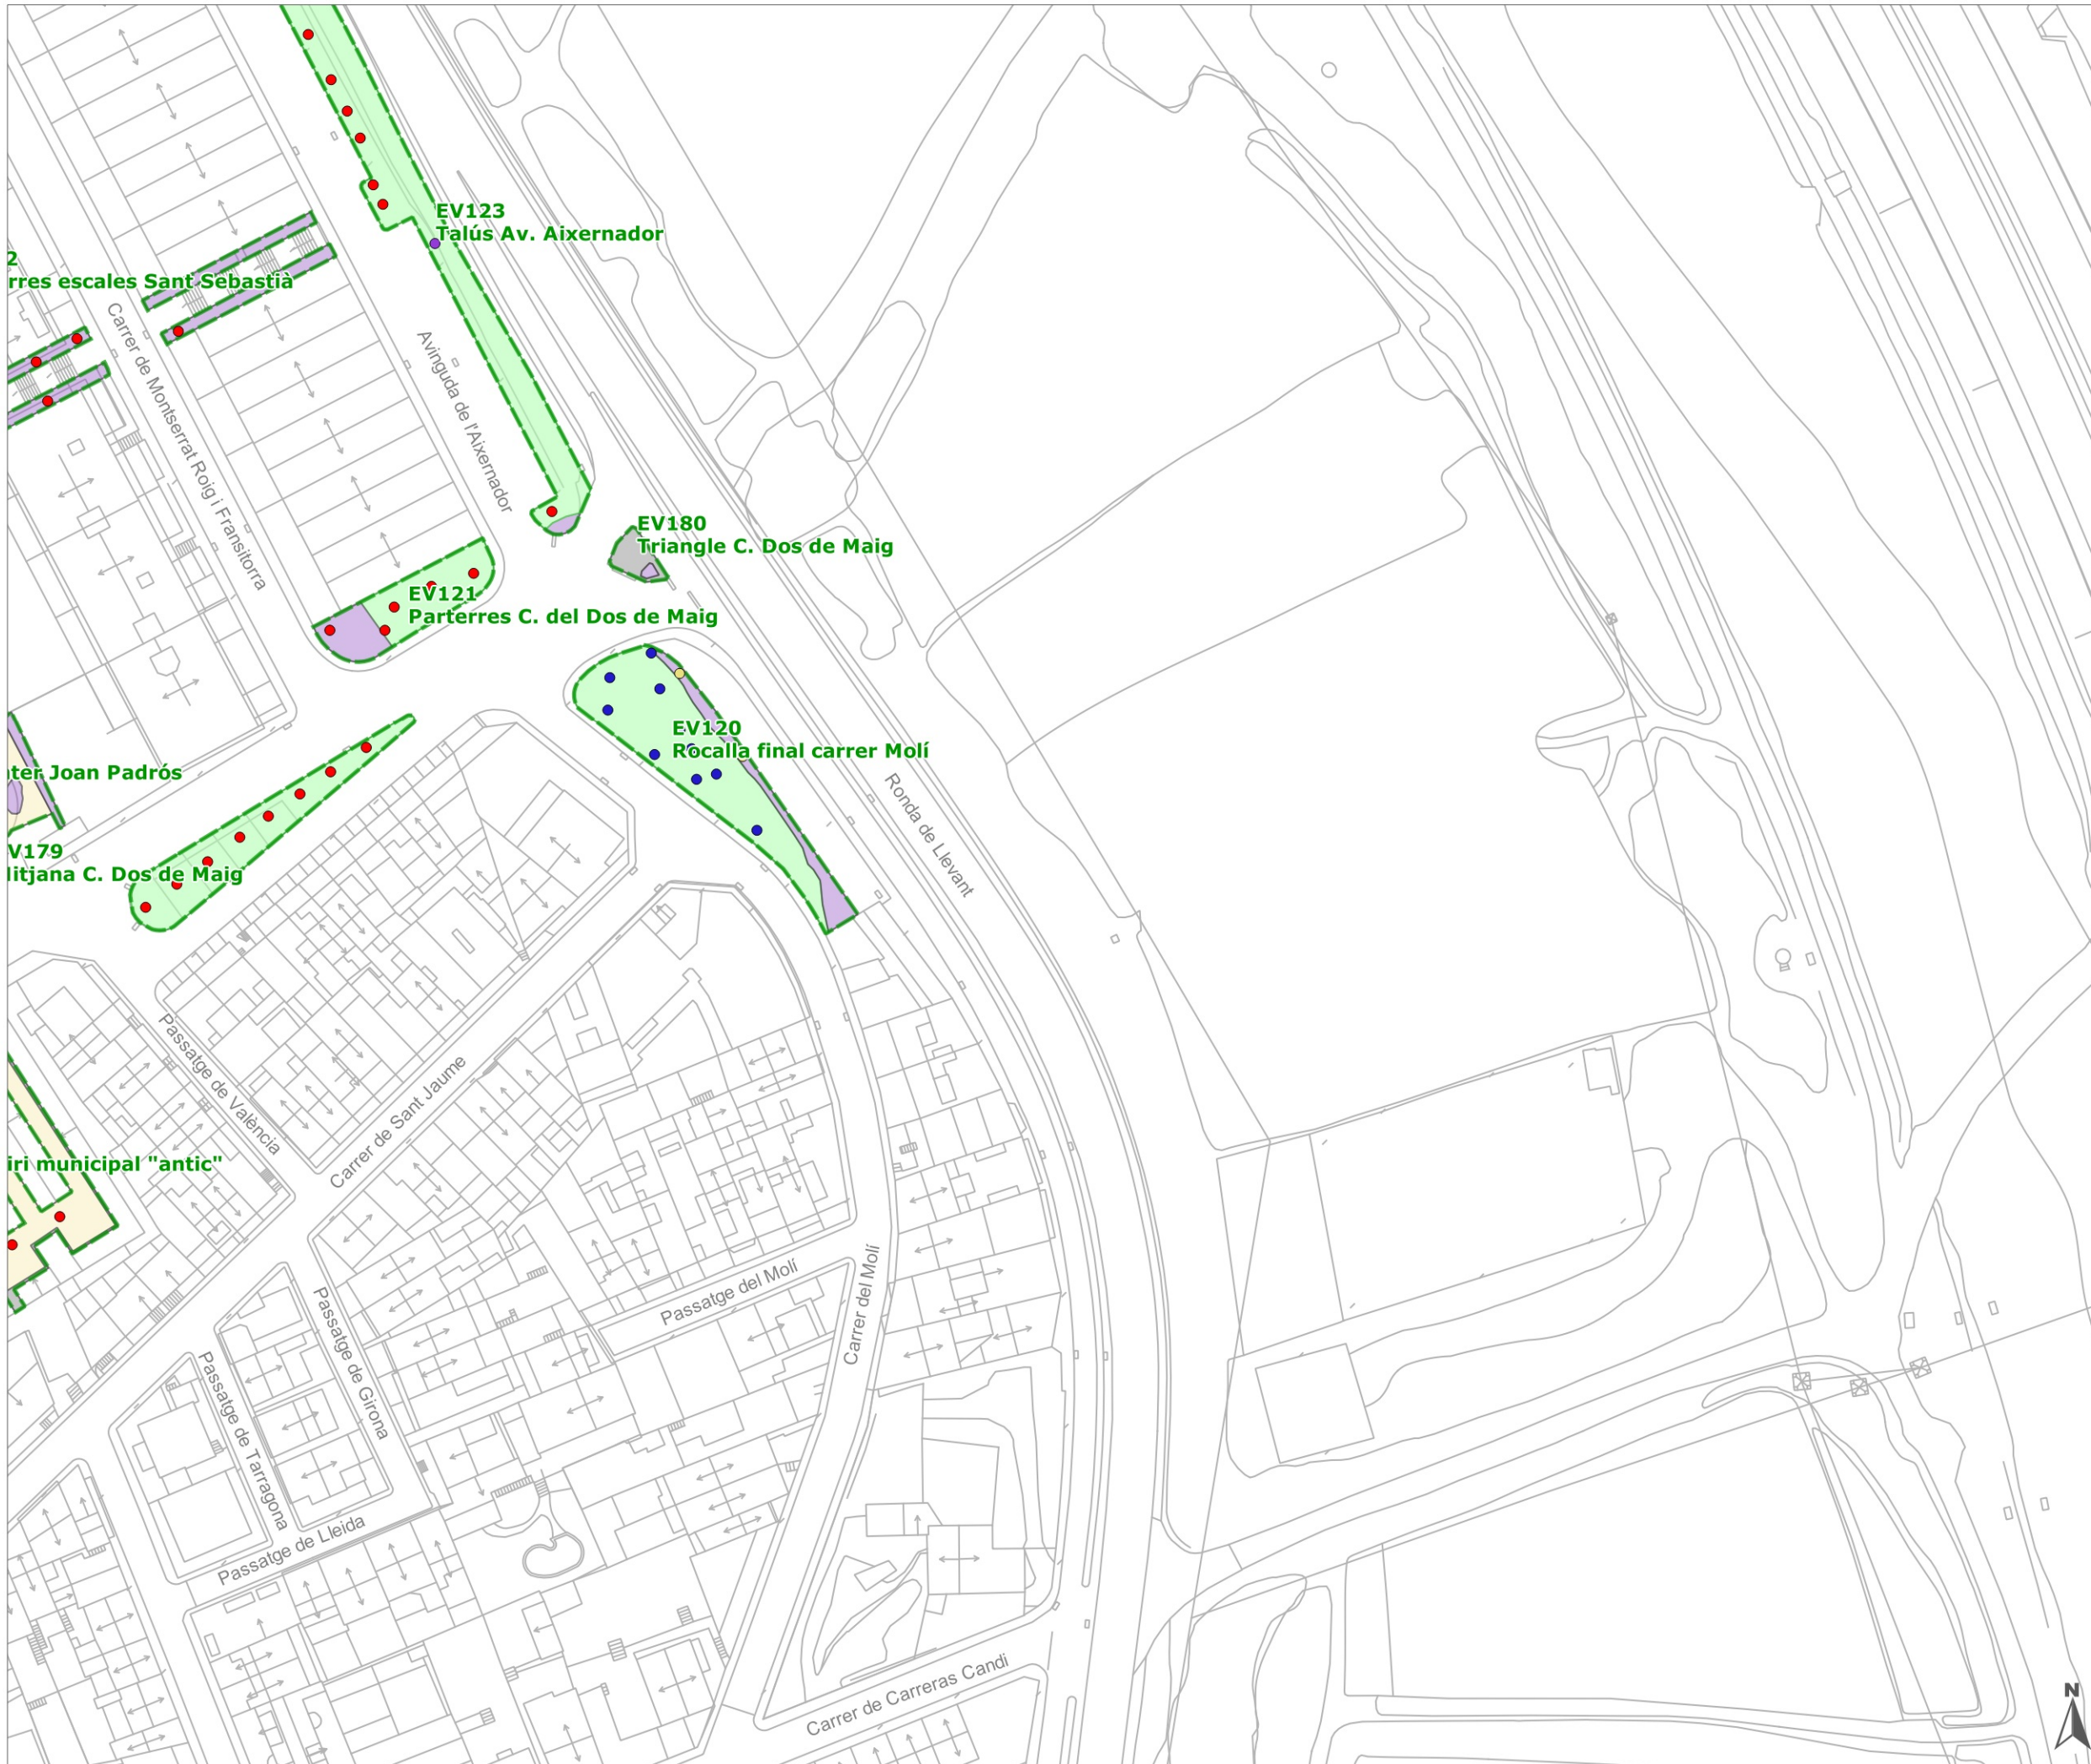 EV123
Talús Av. Aixernador
2
rres escales Sant Sebastià
Carrer de Montserrat Roig i Fransitorra
Avinguda de l'Aixernador
EV180
Triangle C. Dos de Maig
EV121
Parterres C. del Dos de Maig
EV120
Rocalla final carrer Molí
ter Joan Padrós
Ronda de Llevant
V179
litjana C. Dos de Maig
Passatge de València
Carrer de Sant Jaume
iri municipal "antic"
Passatge del Molí
Carrer del Molí
Passatge de Girona
Passatge de Tarragona
Passatge de Lleida
Carrer de Carreras Candi
N